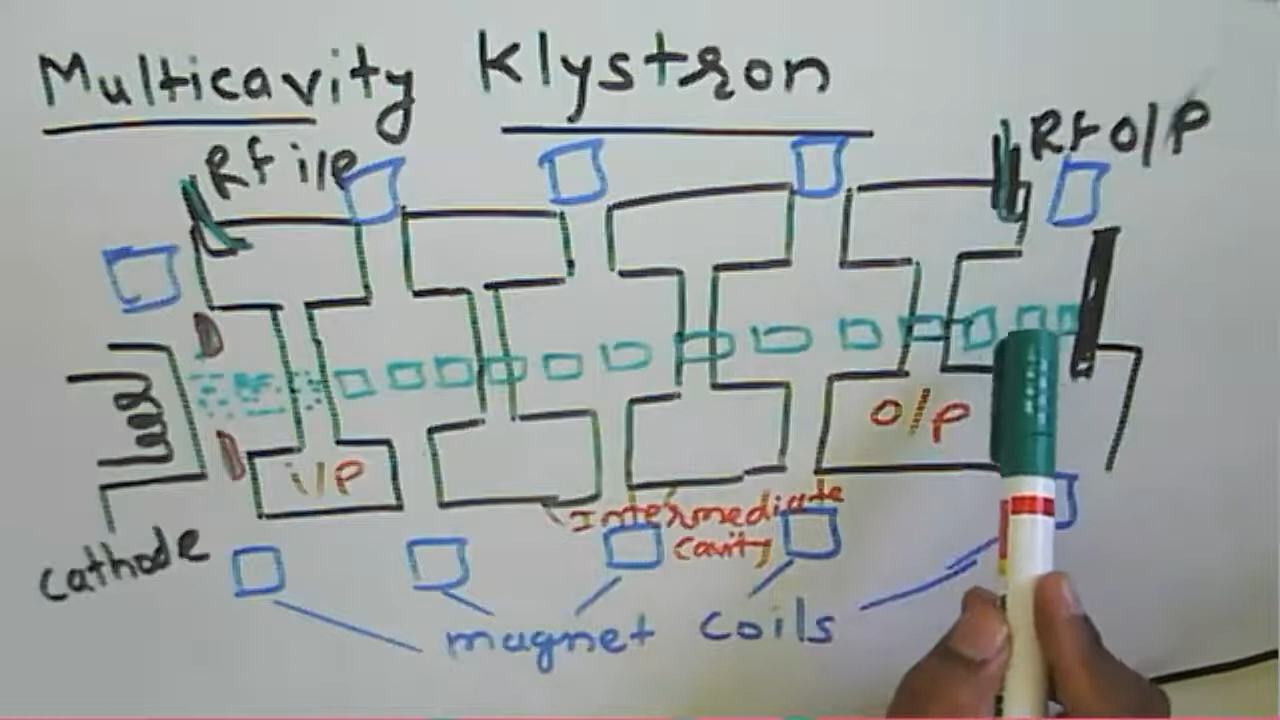 Multicavity Klystron
RF i/P
RF O/P
i/P
O/P
Intermediate
Cavity
Cathode
magnet coils